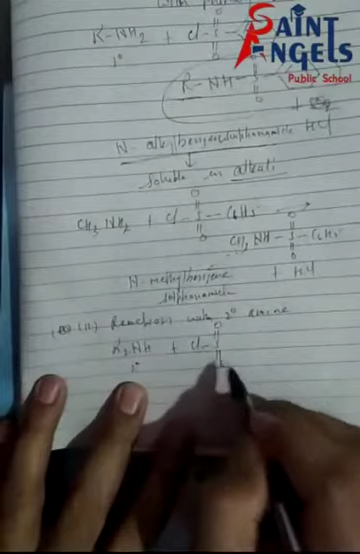 SAINT
ANGELS
Public School
R-NH2 + Cl-S
O
R-NH-S
O
+ HCl
N-alkylbenzenesulphonamide
Soluble in alkali
O
CH3NH2 + Cl-S-C6H5 →
O
O
CH3NH-S-C6H5
O
N-methylbenzene
sulphonamide
+ HCl
(ii) Reaction with 2° amine
O
R2NH + Cl-S
1°